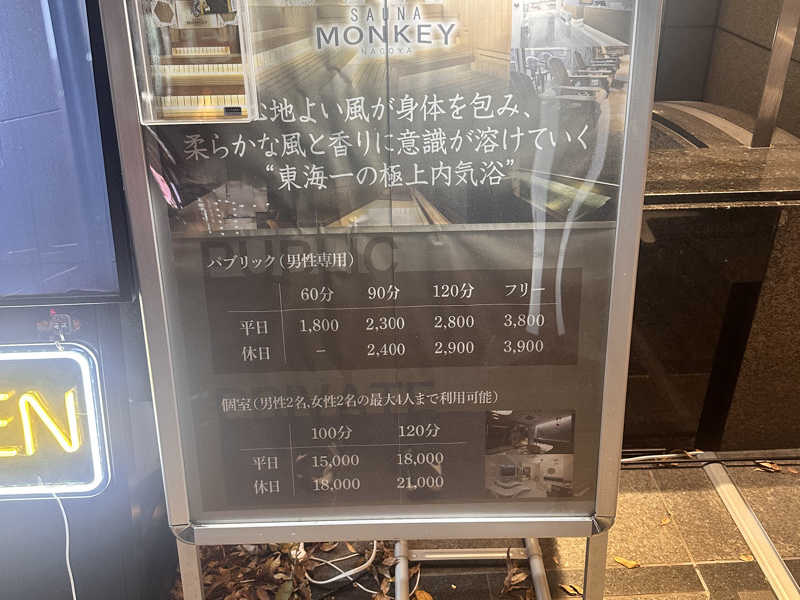 SAUNA
MONKEY
NAGOYA
地よい風が身体を包み、
柔らかな風と香りに意識が溶けていく
“東海一の極上内気浴”
PUBLIC
パブリック（男性専用）
60分 90分 120分 フリー
平日 1,800 2,300 2,800 3,800
休日 – 2,400 2,900 3,900
個室（男性2名,女性2名の最大4人まで利用可能）
100分 120分
平日 15,000 18,000
休日 18,000 21,000
EN